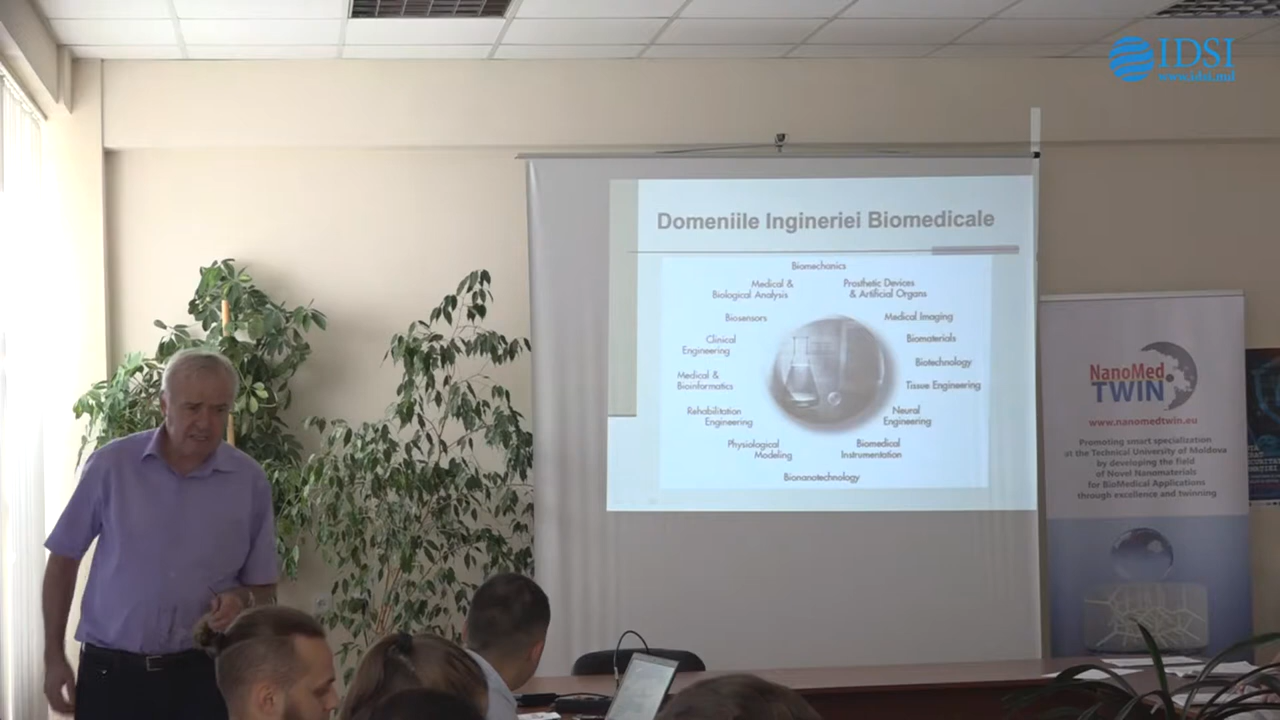 IDSI
www.idsi.md
Domeniile Ingineriei Biomedicale
Biomechanics
Medical &
Biological Analysis
Prosthetic Devices
& Artificial Organs
Biosensors
Medical Imaging
Clinical
Engineering
Biomaterials
Biotechnology
Medical &
Bioinformatics
Tissue Engineering
Rehabilitation
Engineering
Neural
Engineering
Physiological
Modeling
Biomedical
Instrumentation
Bionanotechnology
NanoMed
TWIN
www.nanomedtwin.eu
Promoting smart specialization
at the Technical University of Moldova
by developing the field
of Novel Nanomaterials
for BioMedical Applications
through excellence and twinning